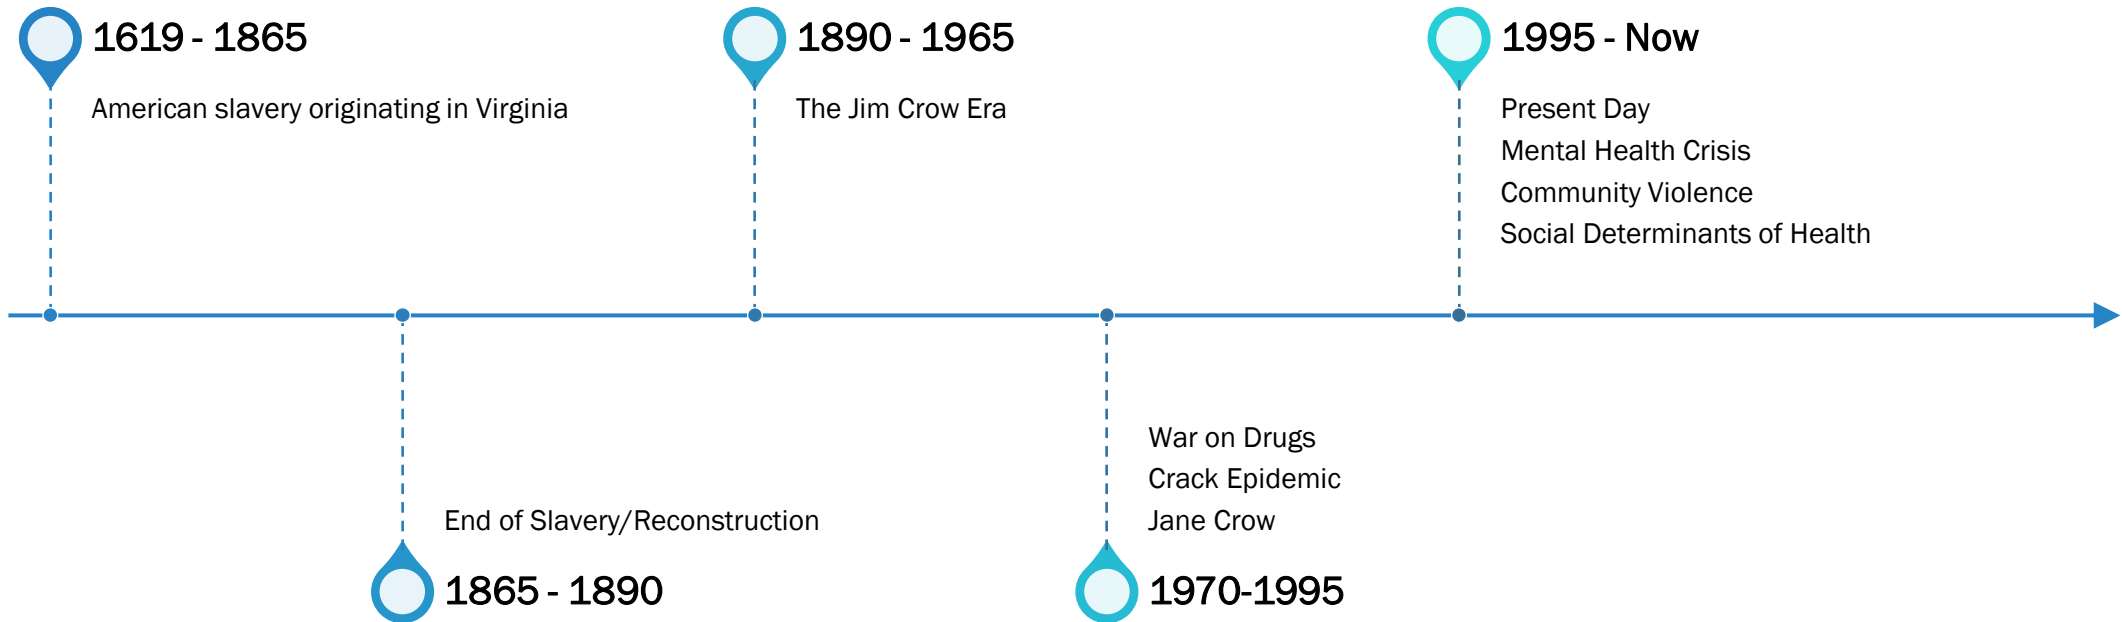 1619 - 1865
American slavery originating in Virginia
End of Slavery/Reconstruction
1865 - 1890
1890 - 1965
The Jim Crow Era
War on Drugs
Crack Epidemic
Jane Crow
1970-1995
1995 - Now
Present Day
Mental Health Crisis
Community Violence
Social Determinants of Health